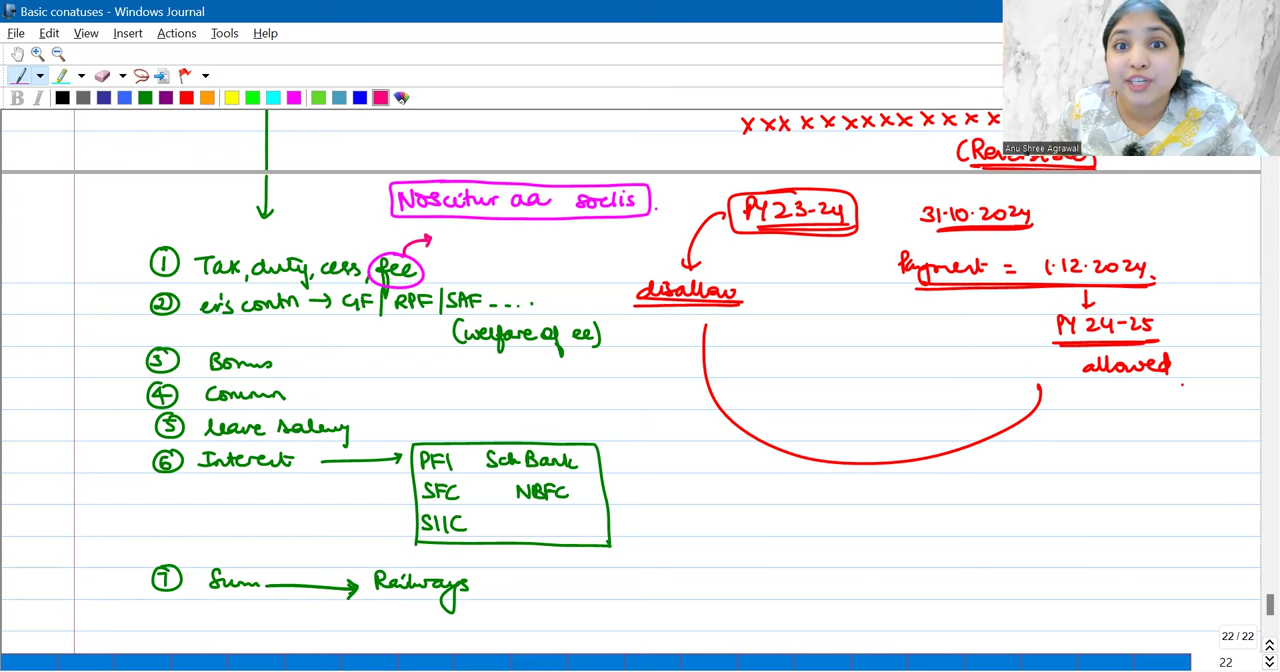 Basic conatuses - Windows Journal
File Edit View Insert Actions Tools Help
B I
x x x x x x x x x x x x x
Anu Shree Agrawal
Noscitur aa socIis.
PY 23-24
31.10.2024
① Tax, duty, cess, fee
disallow
Payment = 1.12.2024.
② er's contn → GF / RPF / SAF ....
(welfare of ee)
PY 24-25
allowed
③ Bonus
④ Commn
⑤ leave salary
⑥ Interest → PFI Sch Bank
SFC NBFC
SIIC
⑦ Sum → Railways
22 / 22
22